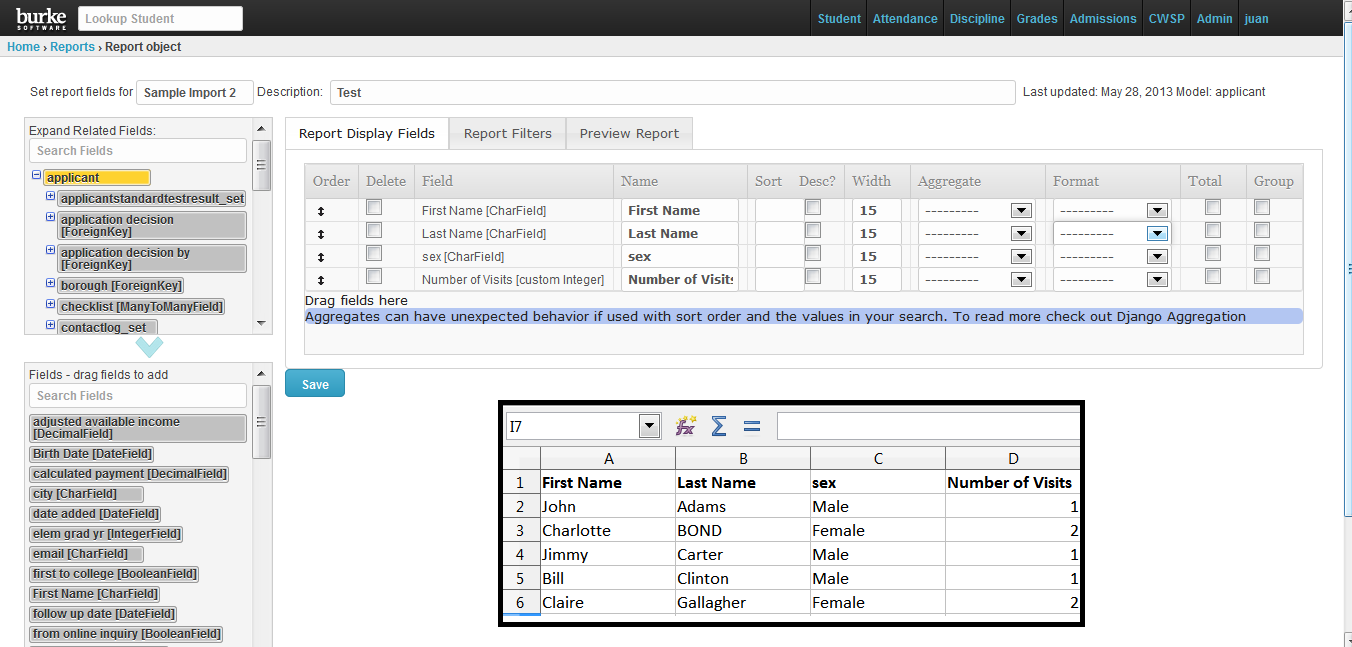 burke
SOFTWARE
Lookup Student
Student Attendance Discipline Grades Admissions CWSP Admin juan
Home › Reports › Report object
Set report fields for Sample Import 2 Description: Test Last updated: May 28, 2013 Model: applicant
Expand Related Fields:
Search Fields
applicant
applicantstandardtestresult_set
application decision
[ForeignKey]
application decision by
[ForeignKey]
borough [ForeignKey]
checklist [ManyToManyField]
contactlog_set
Fields - drag fields to add
Search Fields
adjusted available income
[DecimalField]
Birth Date [DateField]
calculated payment [DecimalField]
city [CharField]
date added [DateField]
elem grad yr [IntegerField]
email [CharField]
first to college [BooleanField]
First Name [CharField]
follow up date [DateField]
from online inquiry [BooleanField]
Report Display Fields Report Filters Preview Report
Order Delete Field Name Sort Desc? Width Aggregate Format Total Group
First Name [CharField] First Name 15 --------- ---------
Last Name [CharField] Last Name 15 --------- ---------
sex [CharField] sex 15 --------- ---------
Number of Visits [custom Integer] Number of Visits 15 --------- ---------
Drag fields here
Aggregates can have unexpected behavior if used with sort order and the values in your search. To read more check out Django Aggregation
Save
I7
A B C D
1 First Name Last Name sex Number of Visits
2 John Adams Male 1
3 Charlotte BOND Female 2
4 Jimmy Carter Male 1
5 Bill Clinton Male 1
6 Claire Gallagher Female 2